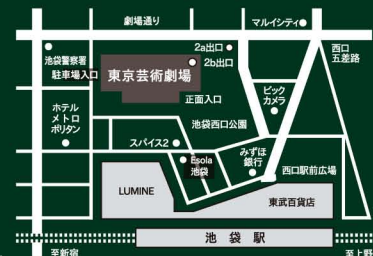 劇場通り
マルイシティ
2a出口
西口
五差路
池袋警察署
2b出口
駐車場入口
東京芸術劇場
正面入口
ビック
カメラ
ホテル
メトロ
ポリタン
池袋西口公園
スパイス2
Esola
池袋
みずほ
銀行
西口駅前広場
LUMINE
東武百貨店
池袋駅
至新宿
至上野